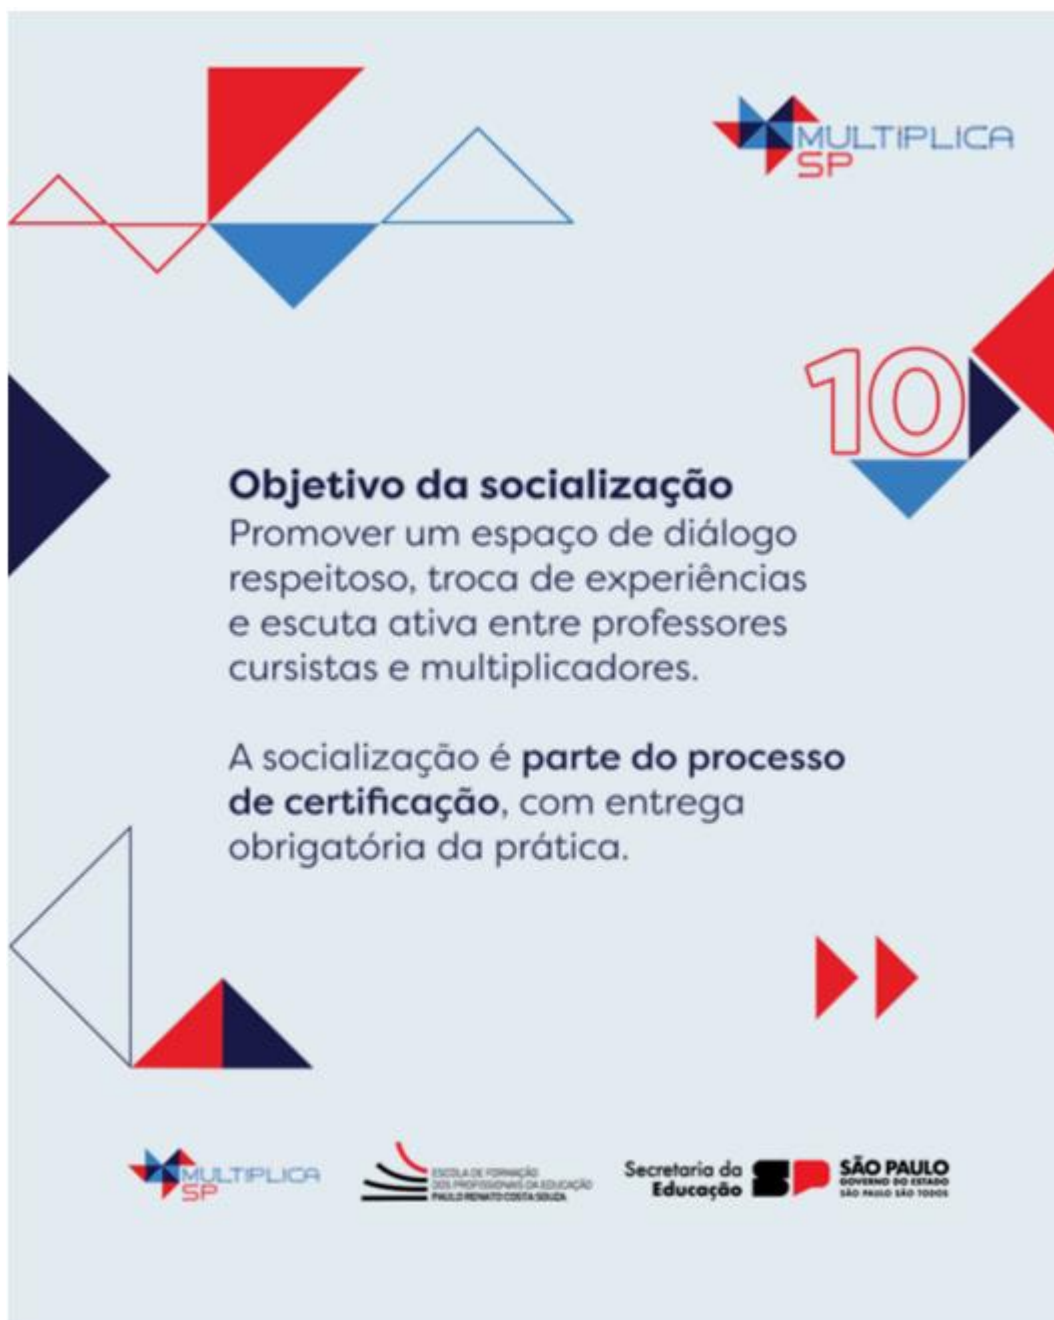 MULTIPLICA
SP
10
Objetivo da socialização
Promover um espaço de diálogo
respeitoso, troca de experiências
e escuta ativa entre professores
cursistas e multiplicadores.
A socialização é parte do processo
de certificação, com entrega
obrigatória da prática.
MULTIPLICA
SP
ESCOLA DE FORMAÇÃO
DOS PROFISSIONAIS DA EDUCAÇÃO
PAULO RENATO COSTA SOUZA
Secretaria da
Educação
SP
SÃO PAULO
GOVERNO DO ESTADO
SÃO PAULO SÃO TODOS